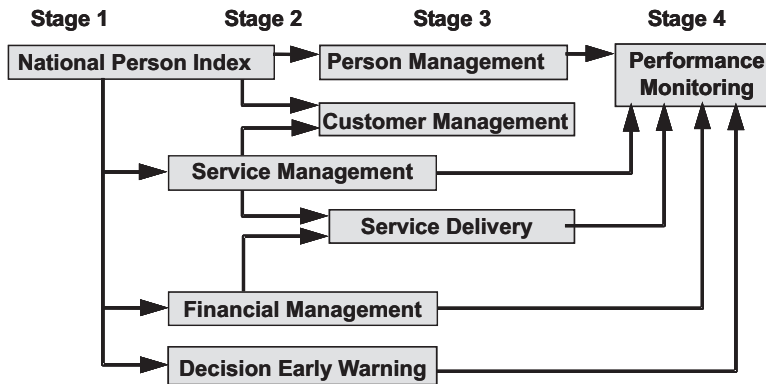 Stage 1 Stage 2 Stage 3 Stage 4
National Person Index
Person Management
Performance
Monitoring
Customer Management
Service Management
Service Delivery
Financial Management
Decision Early Warning